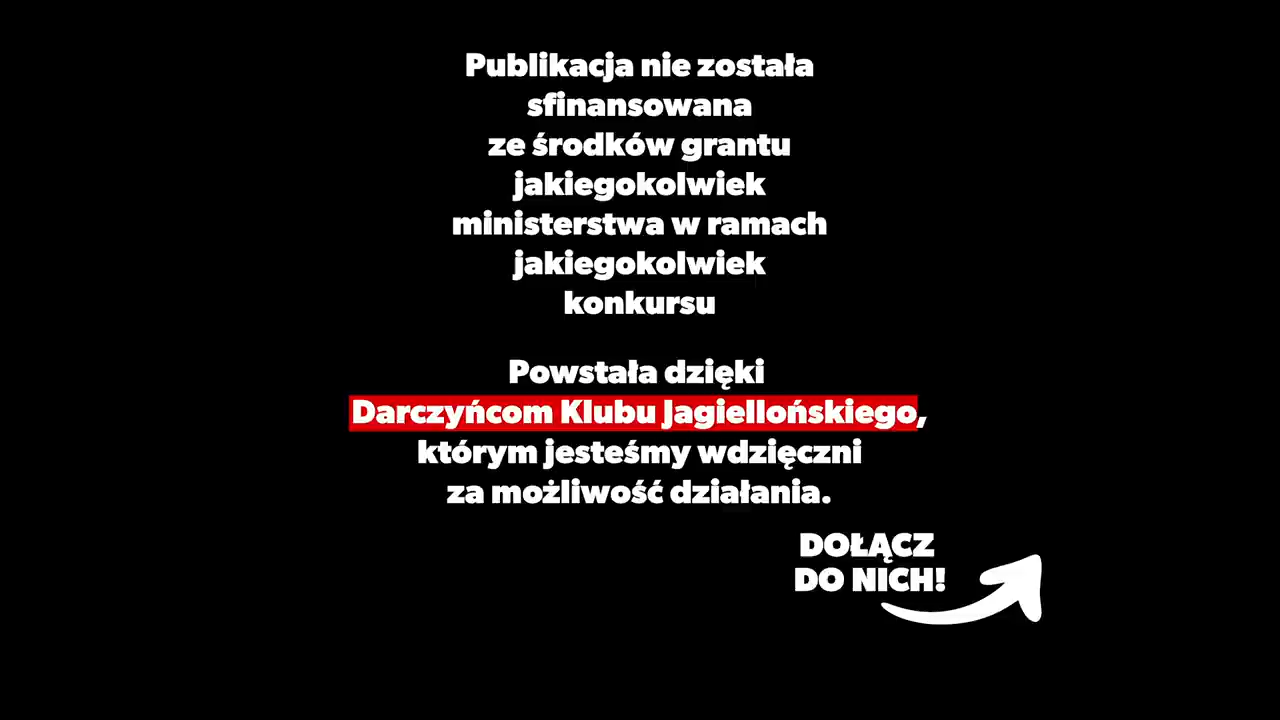 Publikacja nie została
sfinansowana
ze środków grantu
jakiegokolwiek
ministerstwa w ramach
jakiegokolwiek
konkursu
Powstała dzięki
Darczyńcom Klubu Jagiellońskiego,
którym jesteśmy wdzięczni
za możliwość działania.
DOŁĄCZ
DO NICH!